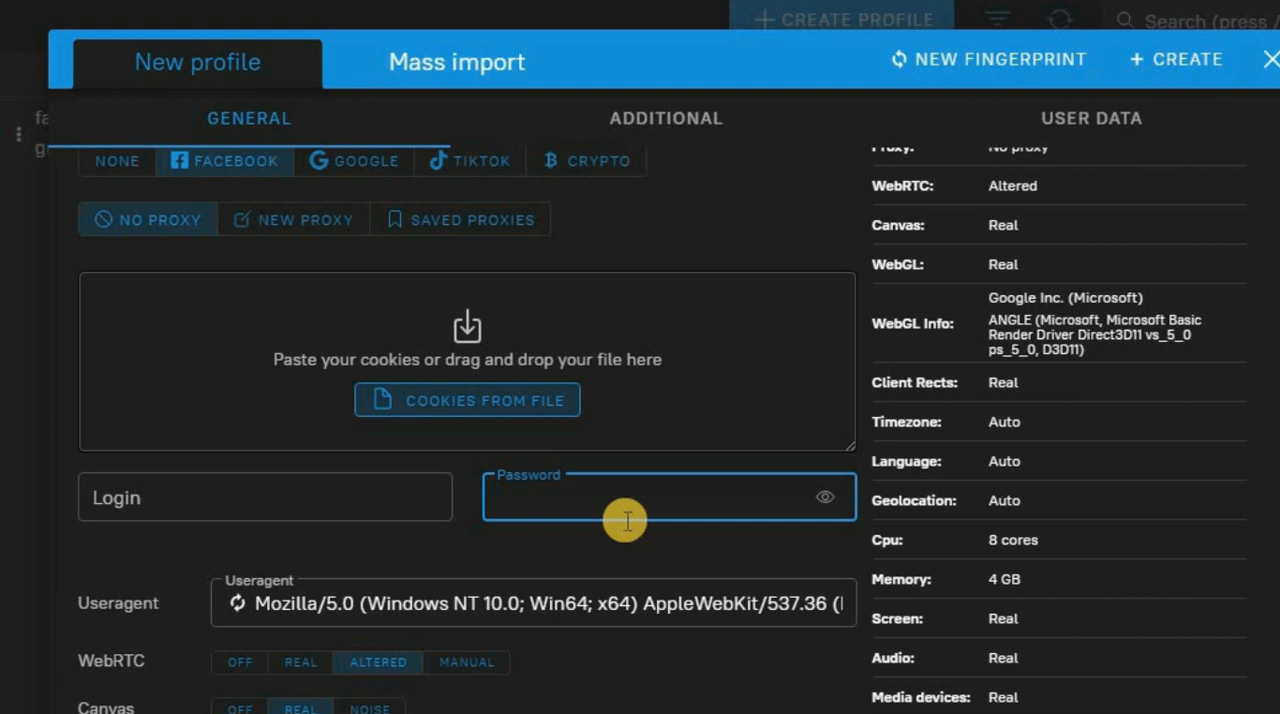 CREATE PROFILE
Search (press /
New profile
Mass import
NEW FINGERPRINT
+ CREATE
fa
g
GENERAL
ADDITIONAL
USER DATA
NONE
FACEBOOK
GOOGLE
TIKTOK
CRYPTO
NO PROXY
NEW PROXY
SAVED PROXIES
Paste your cookies or drag and drop your file here
COOKIES FROM FILE
Login
Password
Useragent
Useragent
Mozilla/5.0 (Windows NT 10.0; Win64; x64) AppleWebKit/537.36 (
WebRTC
OFF
REAL
ALTERED
MANUAL
Canvas
OFF
REAL
NOISE
Proxy: No proxy
WebRTC: Altered
Canvas: Real
WebGL: Real
WebGL Info:
Google Inc. (Microsoft)
ANGLE (Microsoft, Microsoft Basic
Render Driver Direct3D11 vs_5_0
ps_5_0, D3D11)
Client Rects: Real
Timezone: Auto
Language: Auto
Geolocation: Auto
Cpu: 8 cores
Memory: 4 GB
Screen: Real
Audio: Real
Media devices: Real